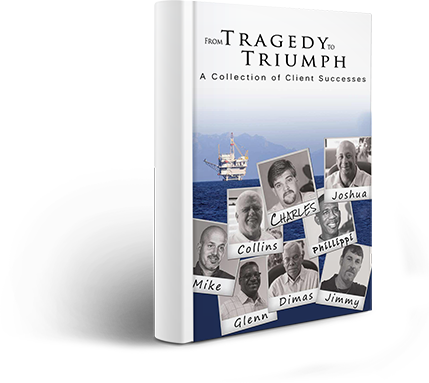 FROM TRAGEDY TO
TRIUMPH
A Collection of Client Successes
Joshua
CHARLES
Collins
Phillippi
Mike
Dimas
Jimmy
Glenn